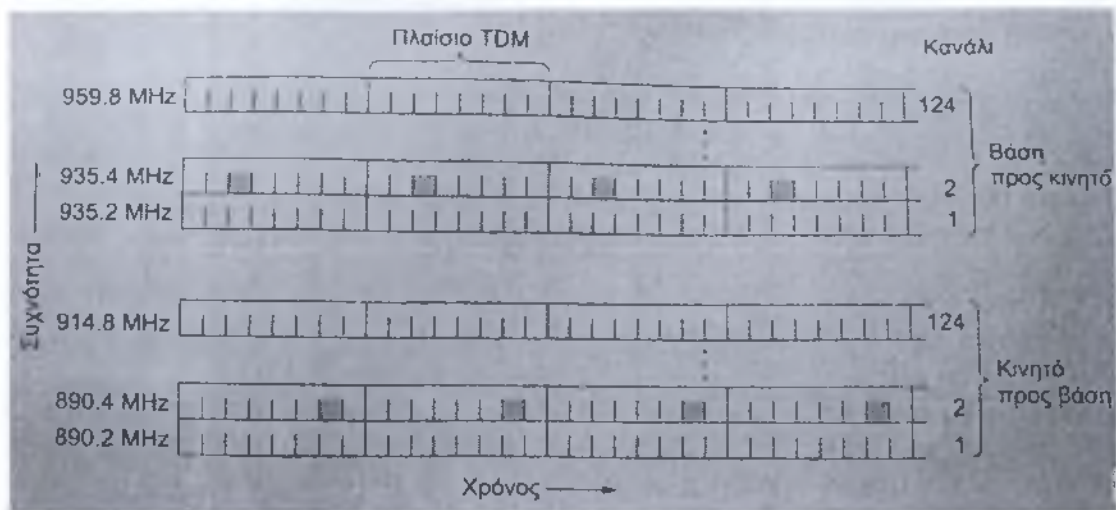 Πλαίσιο TDM
Κανάλι
959.8 MHz
124
Βάση
προς κινητό
935.4 MHz
2
935.2 MHz
1
Συχνότητα
914.8 MHz
124
Κινητό
προς βάση
890.4 MHz
2
890.2 MHz
1
Χρόνος